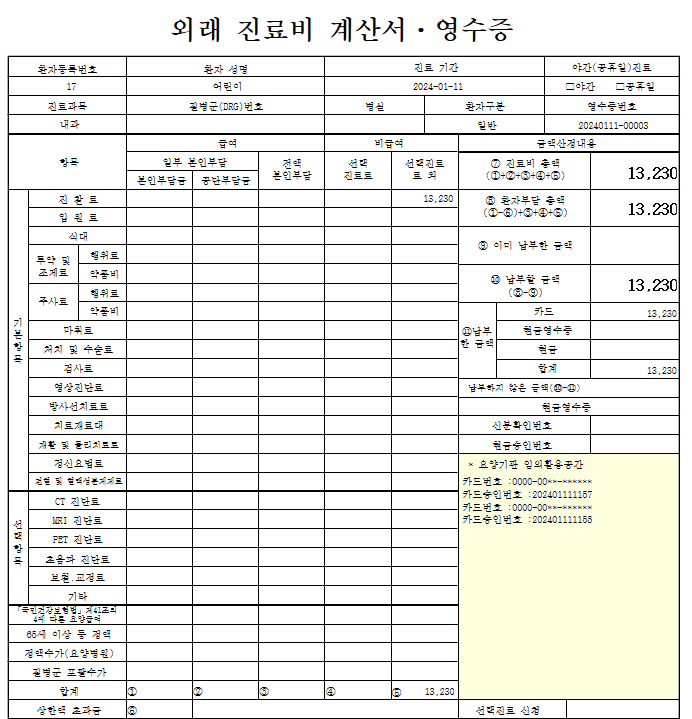 외래 진료비 계산서·영수증
환자등록번호 환자 성명 진료 기간 야간(공휴일)진료
17 어린이 2024-01-11 □야간 □공휴일
진료과목 질병군(DRG)번호 병실 환자구분 영수증번호
내과 일반 20240111-00003
항목 급여 비급여 금액산정내용
일부 본인부담 전액 본인부담 선택 진료료 선택진료 료 외
본인부담금 공단부담금
⑦ 진료비 총액 (①+②+③+④+⑤) 13,230
기본항목
진 찰 료 13,230
⑧ 환자부담 총액 (①-⑥)+③+④+⑤) 13,230
입 원 료
식대
⑨ 이미 납부한 금액
투약 및 조제료 행위료
약품비
⑩ 납부할 금액 (⑧-⑨) 13,230
주사료 행위료
약품비
⑪납부한 금액 카드 13,230
마취료 현금영수증
처치 및 수술료 현금
검사료 합계 13,230
영상진단료 납부하지 않은 금액(⑩-⑪)
방사선치료료 현금영수증
치료재료대 신분확인번호
재활 및 물리치료료 현금승인번호
정신요법료 * 요양기관 임의활용공간
전혈 및 혈액성분제제료 카드번호 :0000-00**-******
카드승인번호 :202401111157
카드번호 :0000-00**-******
카드승인번호 :202401111155
선택항목
CT 진단료
MRI 진단료
PET 진단료
초음파 진단료
보철.교정료
기타
「국민건강보험법」제41조의 4에 따른 요양급여
65세 이상 등 정액
정액수가(요양병원)
질병군 포괄수가
합계 ① ② ③ ④ ⑤ 13,230
상한액 초과금 ⑥ 선택진료 신청